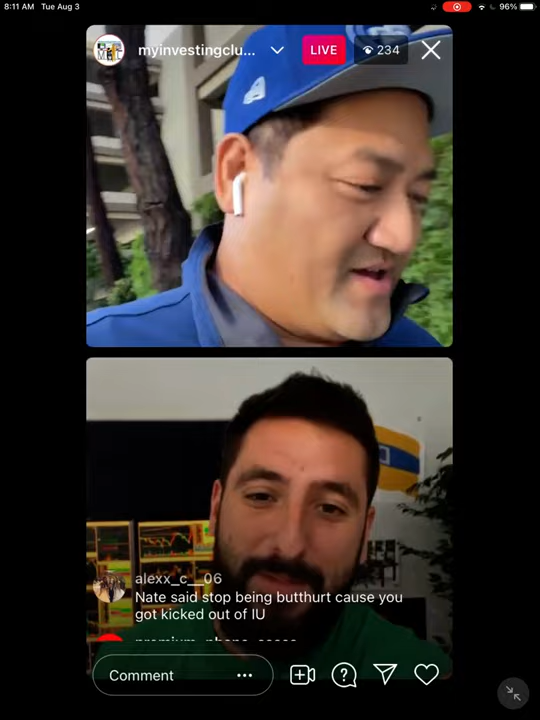 8:11 AM Tue Aug 3
96%
myinvestingclu...
LIVE
234
alexx_c__06
Nate said stop being butthurt cause you
got kicked out of IU
Comment